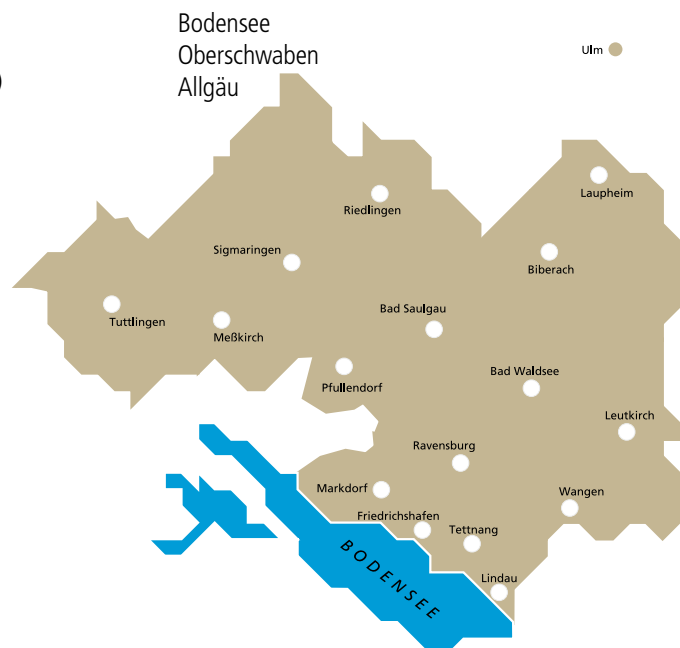 Bodensee
Oberschwaben
Allgäu
Ulm
Laupheim
Riedlingen
Sigmaringen
Biberach
Bad Saulgau
Tuttlingen
Meßkirch
Bad Waldsee
Pfullendorf
Leutkirch
Ravensburg
Markdorf
Wangen
Friedrichshafen
Tettnang
BODENSEE
Lindau